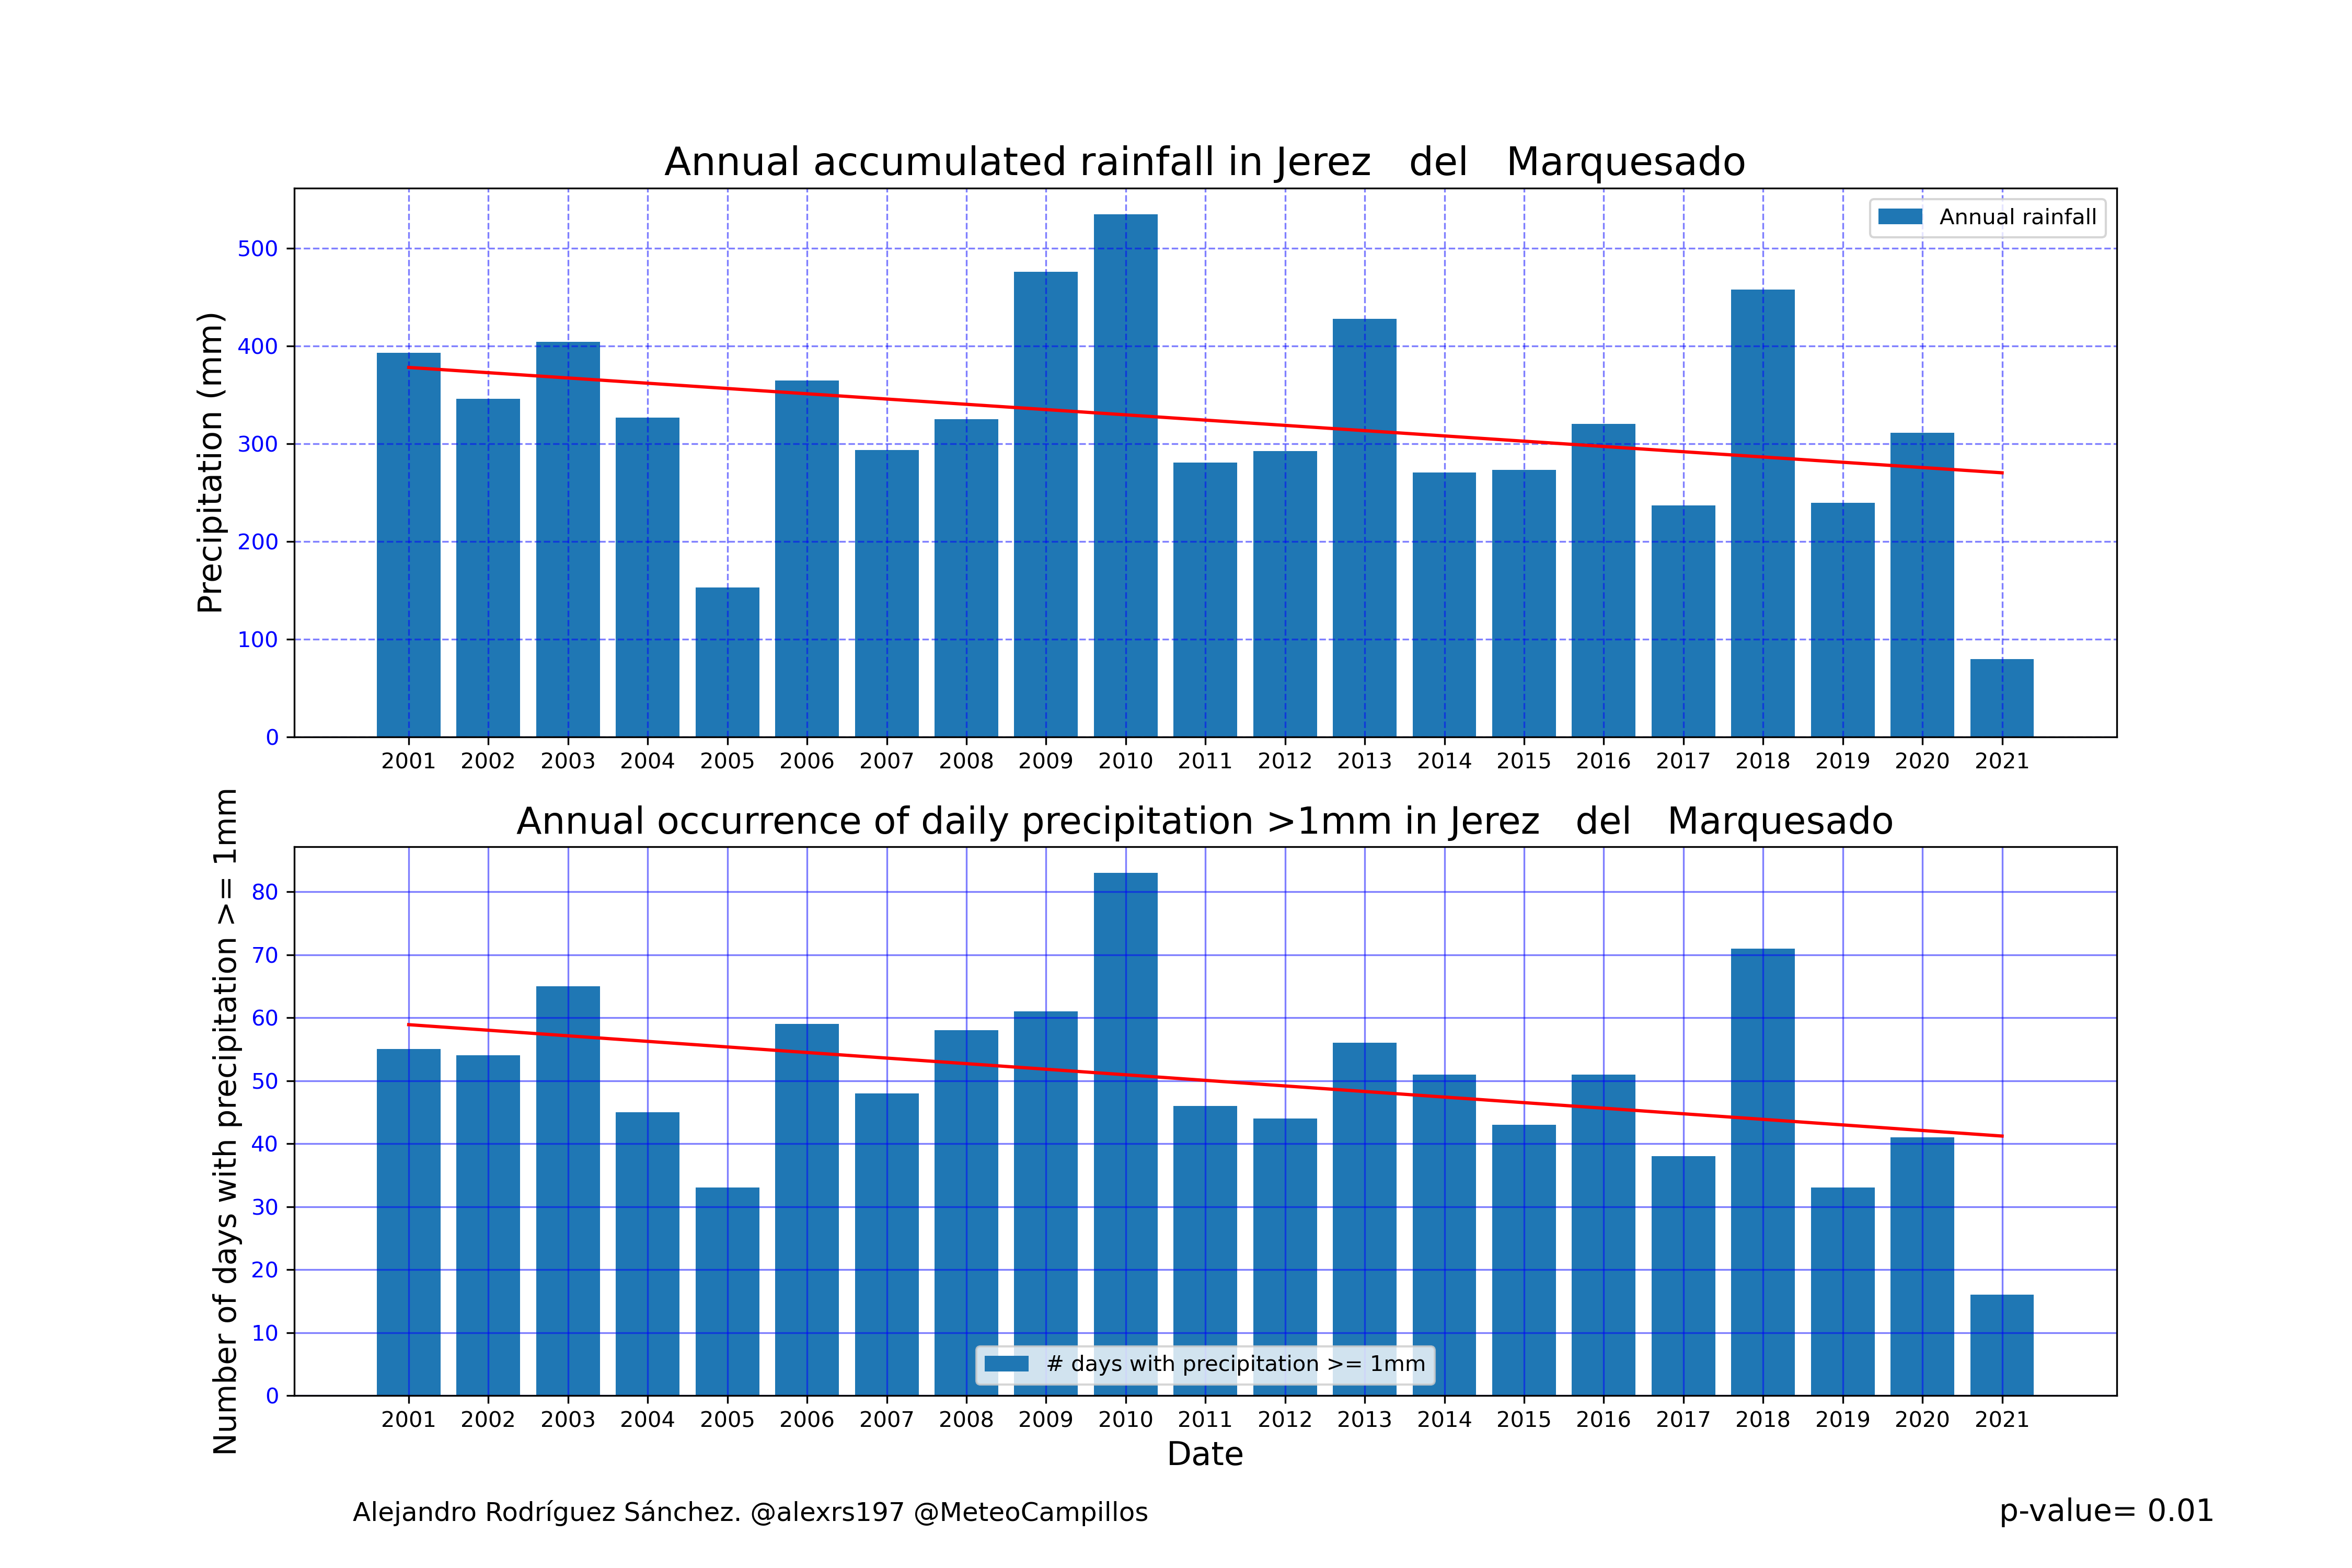 Annual accumulated rainfall in Jerez   del   Marquesado
Annual rainfall
Precipitation (mm)
500
400
300
200
100
0
2001 2002 2003 2004 2005 2006 2007 2008 2009 2010 2011 2012 2013 2014 2015 2016 2017 2018 2019 2020 2021
Annual occurrence of daily precipitation >1mm in Jerez   del   Marquesado
Number of days with precipitation >= 1mm
80
70
60
50
40
30
20
10
0
# days with precipitation >= 1mm
2001 2002 2003 2004 2005 2006 2007 2008 2009 2010 2011 2012 2013 2014 2015 2016 2017 2018 2019 2020 2021
Date
Alejandro Rodríguez Sánchez. @alexrs197 @MeteoCampillos
p-value= 0.01